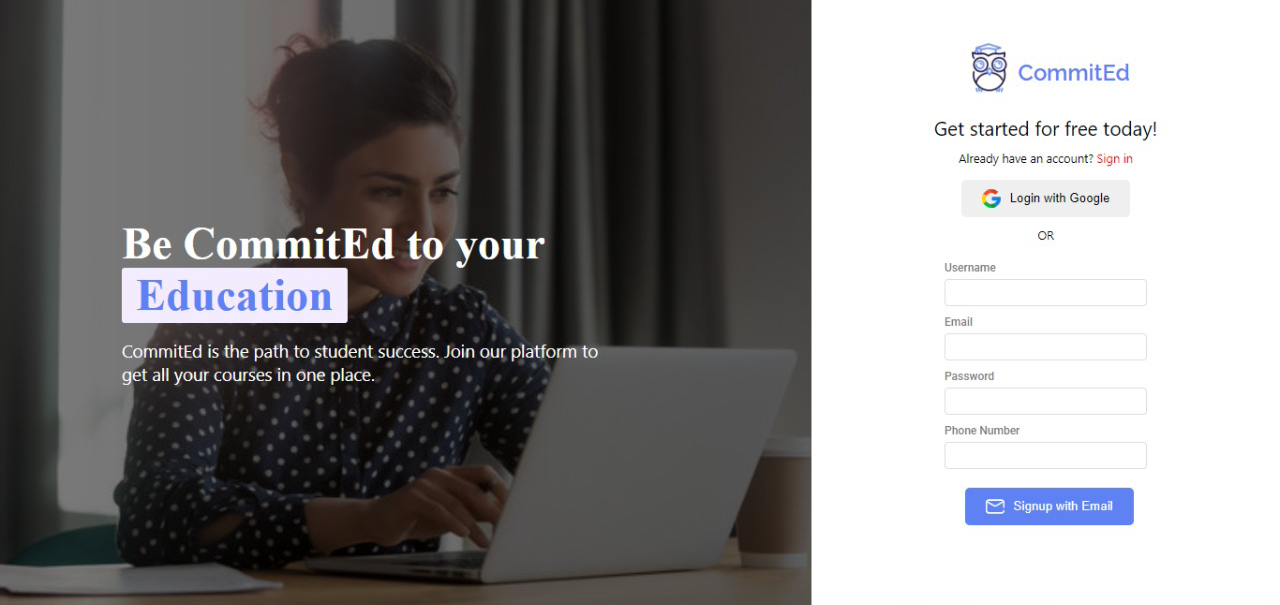 Be CommitEd to your
Education
CommitEd is the path to student success. Join our platform to
get all your courses in one place.
CommitEd
Get started for free today!
Already have an account? Sign in
Login with Google
OR
Username
Email
Password
Phone Number
Signup with Email